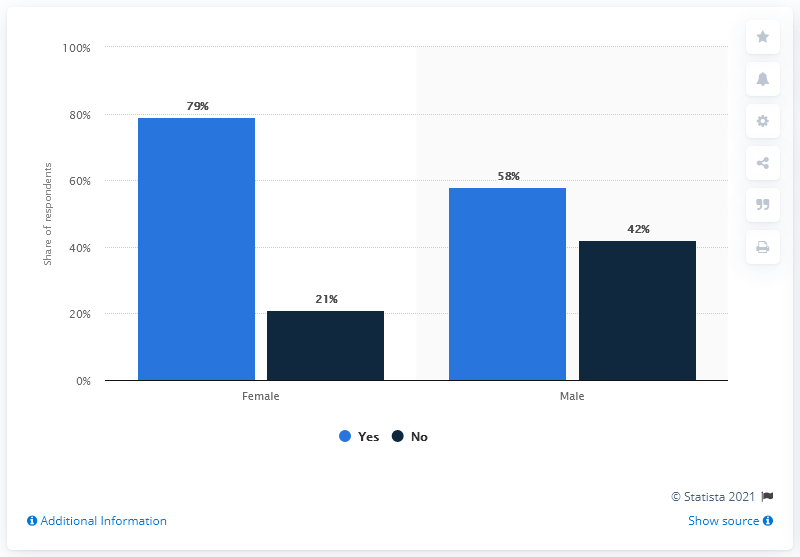 100%
80%
60%
40%
20%
0%
Share of respondents
79%
21%
58%
42%
Female
Male
Yes No
© Statista 2021
Additional Information
Show source